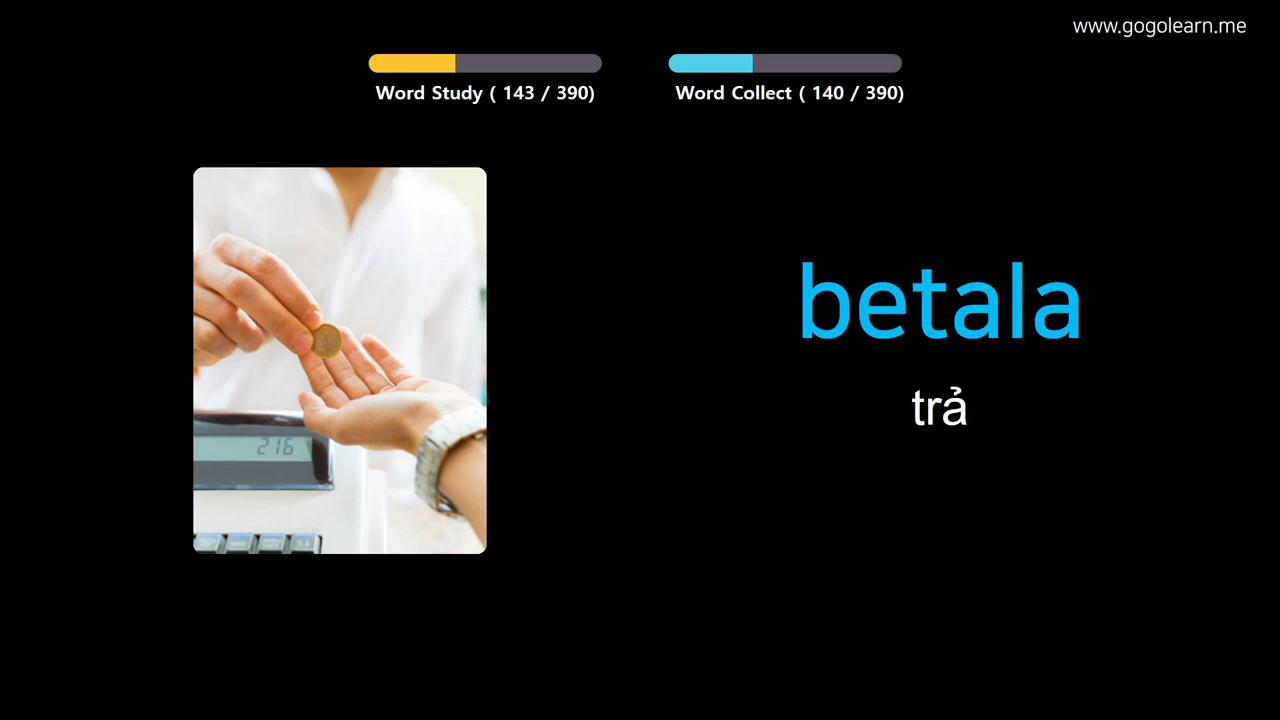 www.gogolearn.me
Word Study ( 143 / 390)
Word Collect ( 140 / 390)
betala
trả
216